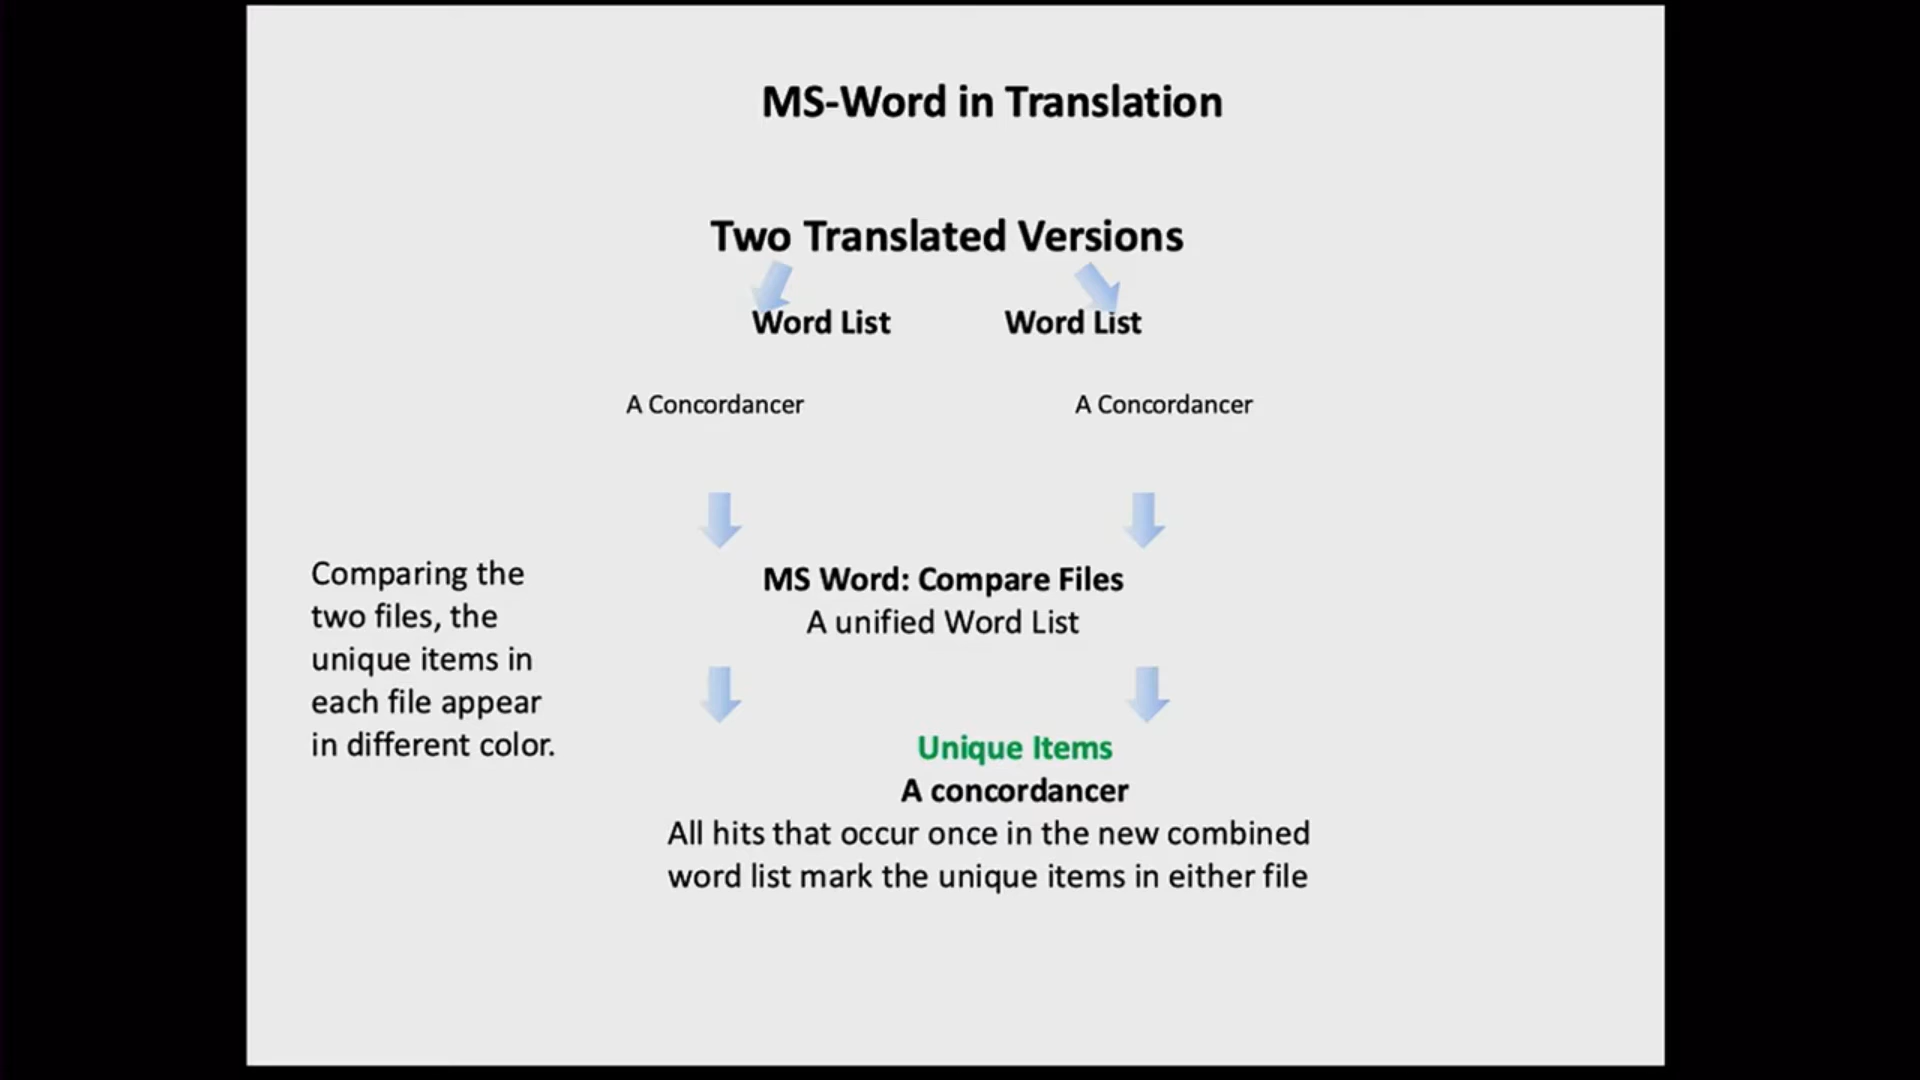 MS-Word in Translation
Two Translated Versions
Word List
Word List
A Concordancer
A Concordancer
Comparing the
two files, the
unique items in
each file appear
in different color.
MS Word: Compare Files
A unified Word List
Unique Items
A concordancer
All hits that occur once in the new combined
word list mark the unique items in either file